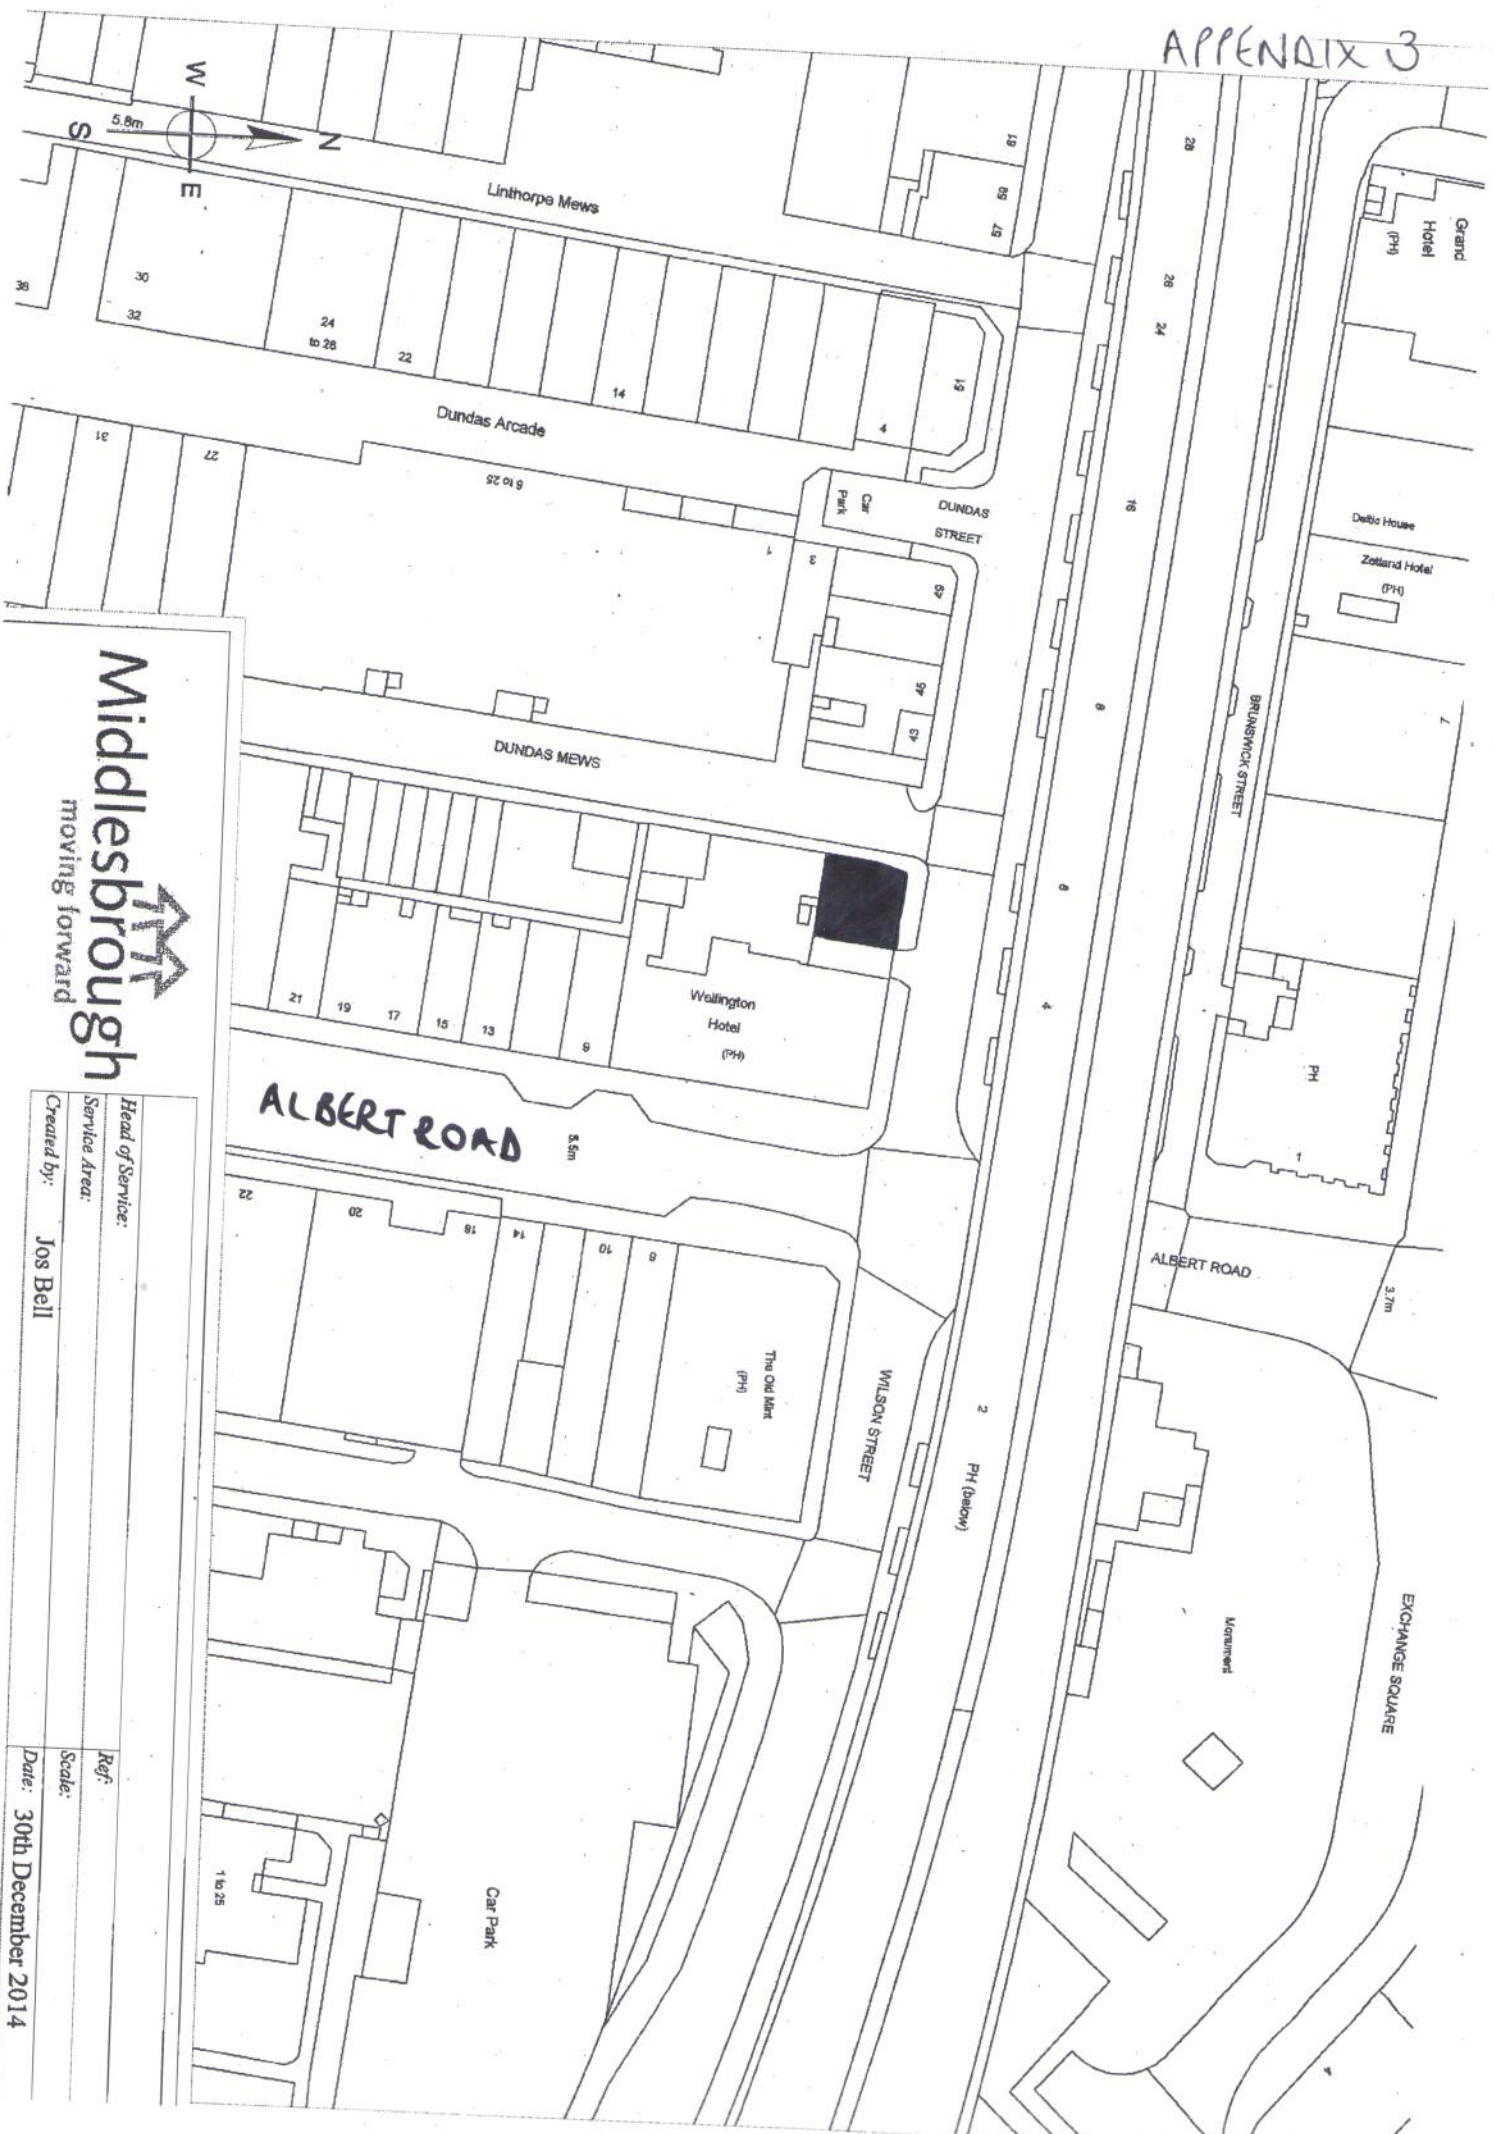 APPENDIX 3
W
N
S
E
5.8m
Linthorpe Mews
61
59
57
28
26
24
16
8
6
4
2
PH (below)
Grand
Hotel
(PH)
Deltic House
Zetland Hotel
(PH)
7
BRUNSWICK STREET
PH
1
ALBERT ROAD
3.7m
EXCHANGE SQUARE
Monument
4
30
32
38
24
to 28
22
14
4
51
Dundas Arcade
31
27
6 to 25
Car
Park
DUNDAS
STREET
1
3
49
45
43
DUNDAS MEWS
Wellington
Hotel
(PH)
21
19
17
15
13
9
ALBERT ROAD
5.5m
22
20
18
14
10
8
The Old Mint
(PH)
WILSON STREET
Car Park
1 to 25
Middlesbrough
moving forward
Head of Service:
Service Area:
Created by: Jos Bell
Ref:
Scale:
Date: 30th December 2014